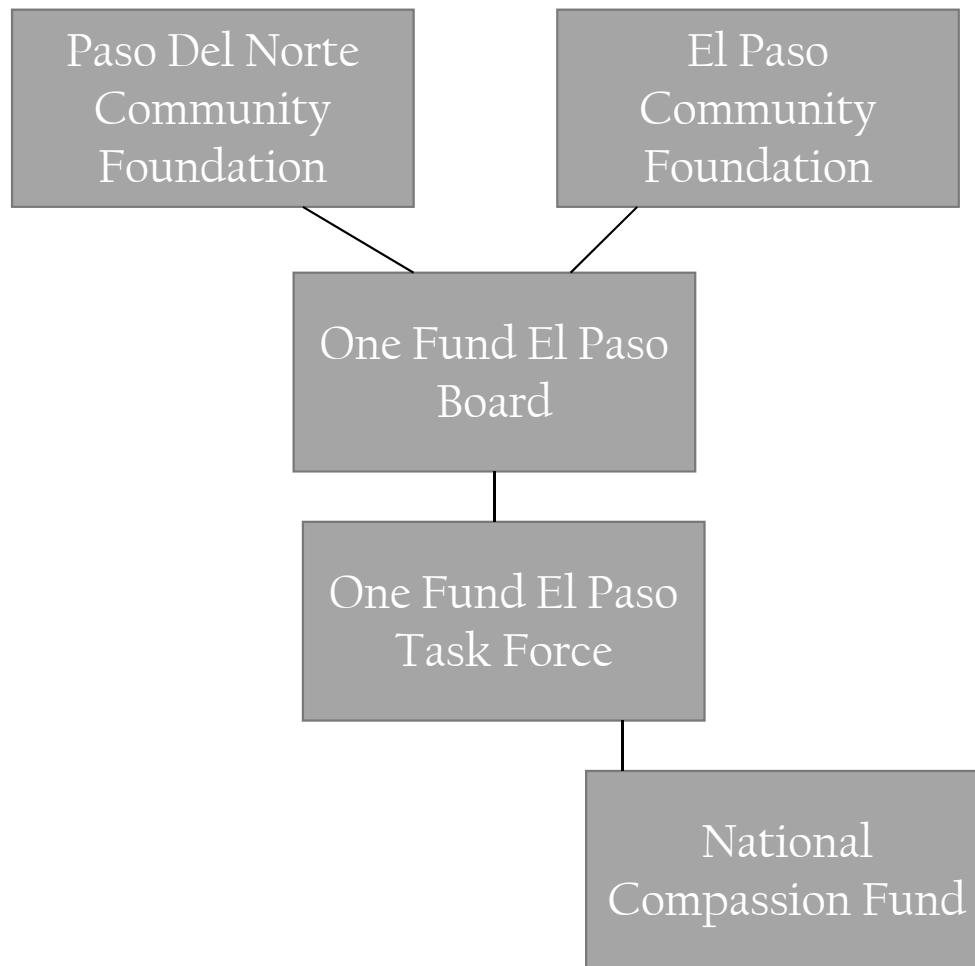 Paso Del Norte
Community
Foundation
El Paso
Community
Foundation
One Fund El Paso
Board
One Fund El Paso
Task Force
National
Compassion Fund